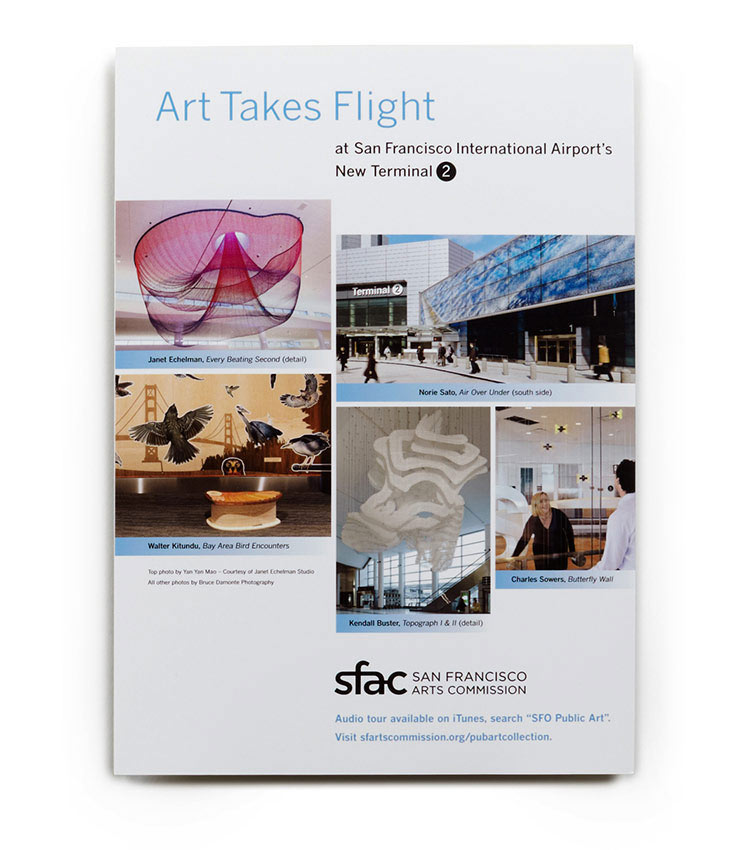 Art Takes Flight
at San Francisco International Airport's
New Terminal 2
Janet Echelman, Every Beating Second (detail)
Terminal 2
Norie Sato, Air Over Under (south side)
Walter Kitundu, Bay Area Bird Encounters
Top photo by Yan Yan Mao – Courtesy of Janet Echelman Studio
All other photos by Bruce Damonte Photography
Charles Sowers, Butterfly Wall
Kendall Buster, Topograph I & II (detail)
sfac SAN FRANCISCO
ARTS COMMISSION
Audio tour available on iTunes, search “SFO Public Art”.
Visit sfartscommission.org/pubartcollection.